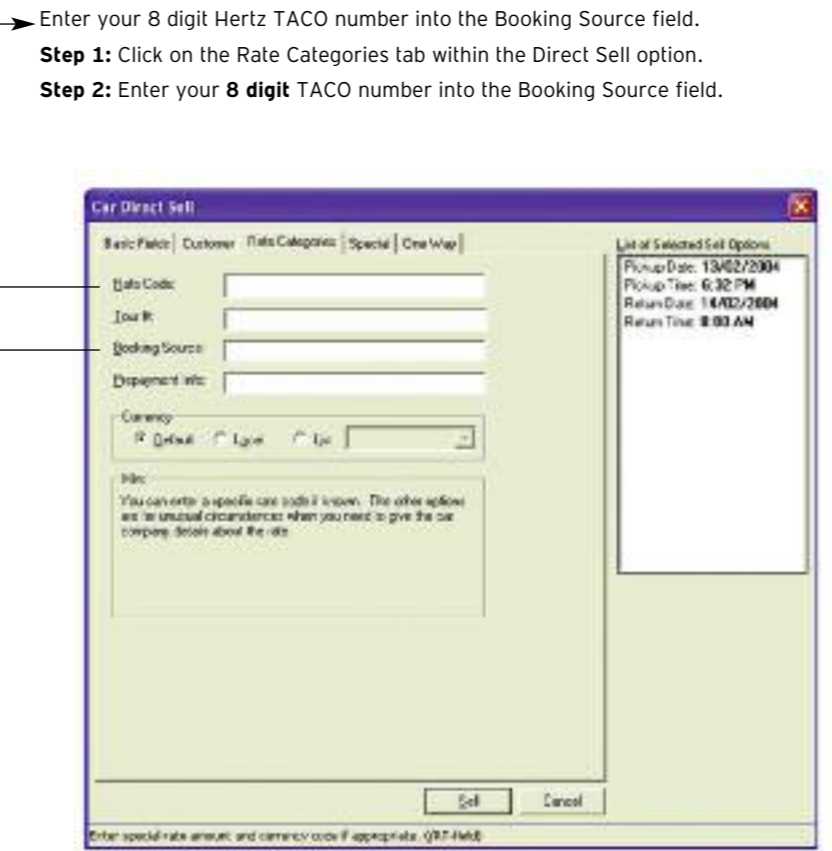 Enter your 8 digit Hertz TACO number into the Booking Source field.
Step 1: Click on the Rate Categories tab within the Direct Sell option.
Step 2: Enter your 8 digit TACO number into the Booking Source field.
Car Direct Sell
Basic Fields Customer Rate Categories Special One Way
List of Selected Sell Options
Pickup Date: 13/02/2004
Pickup Time: 6:32 PM
Return Date: 14/02/2004
Return Time: 8:00 AM
Rate Code:
Tour #:
Booking Source:
Prepayment Info:
Currency
Default Local
Hint:
You can enter a specific rate code if known. The other options
are for unusual circumstances when you need to give the car
company details about the rate
Sell Cancel
Enter special rate amount and currency code if appropriate.